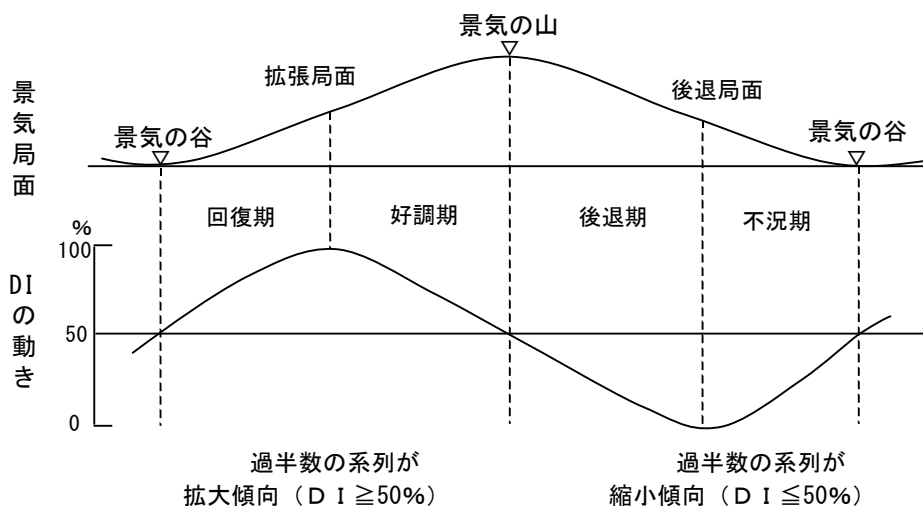 景気の山
拡張局面
後退局面
景気の谷
景気の谷
景気局面
回復期
好調期
後退期
不況期
%
100
50
0
DIの動き
過半数の系列が
拡大傾向（ＤＩ≧50%）
過半数の系列が
縮小傾向（ＤＩ≦50%）